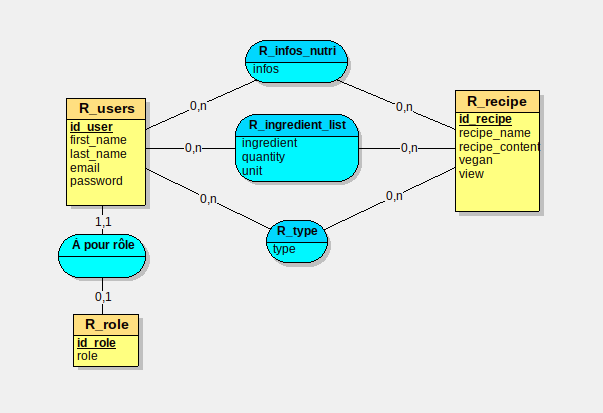 R_infos_nutri
infos
0,n
0,n
R_users
id_user
first_name
last_name
email
password
0,n
R_ingredient_list
ingredient
quantity
unit
0,n
R_recipe
id_recipe
recipe_name
recipe_content
vegan
view
0,n
0,n
R_type
type
1,1
À pour rôle
0,1
R_role
id_role
role